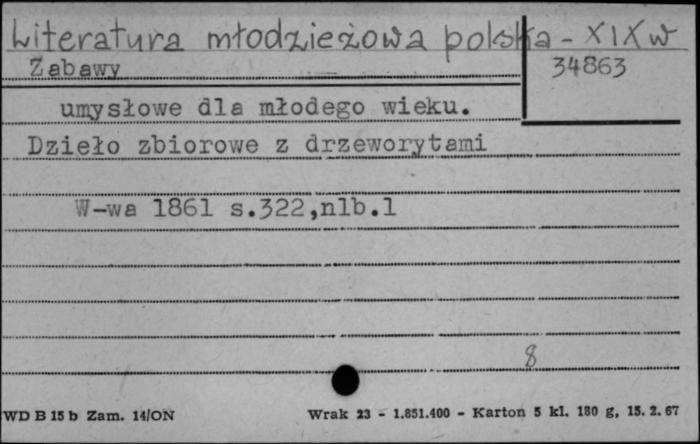 Literatura młodzieżowa polska - XIX w
Zabawy
34863
umysłowe dla młodego wieku.
Dzieło zbiorowe z drzeworytami
W-wa 1861 s.322,nlb.1
8
WD B 15 b Zam. 14/ON
Wrak 23 - 1.851.400 - Karton 5 kl. 180 g, 15. 2. 67